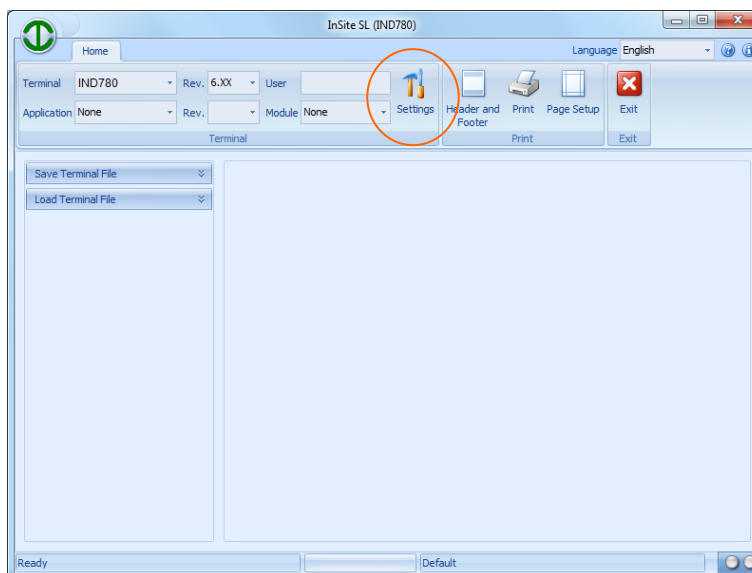 InSite SL (IND780)
Home
Language English
Terminal IND780 Rev. 6.XX User
Application None Rev. Module None
Settings
Header and Footer
Print
Page Setup
Exit
Terminal
Print
Exit
Save Terminal File
Load Terminal File
Ready
Default